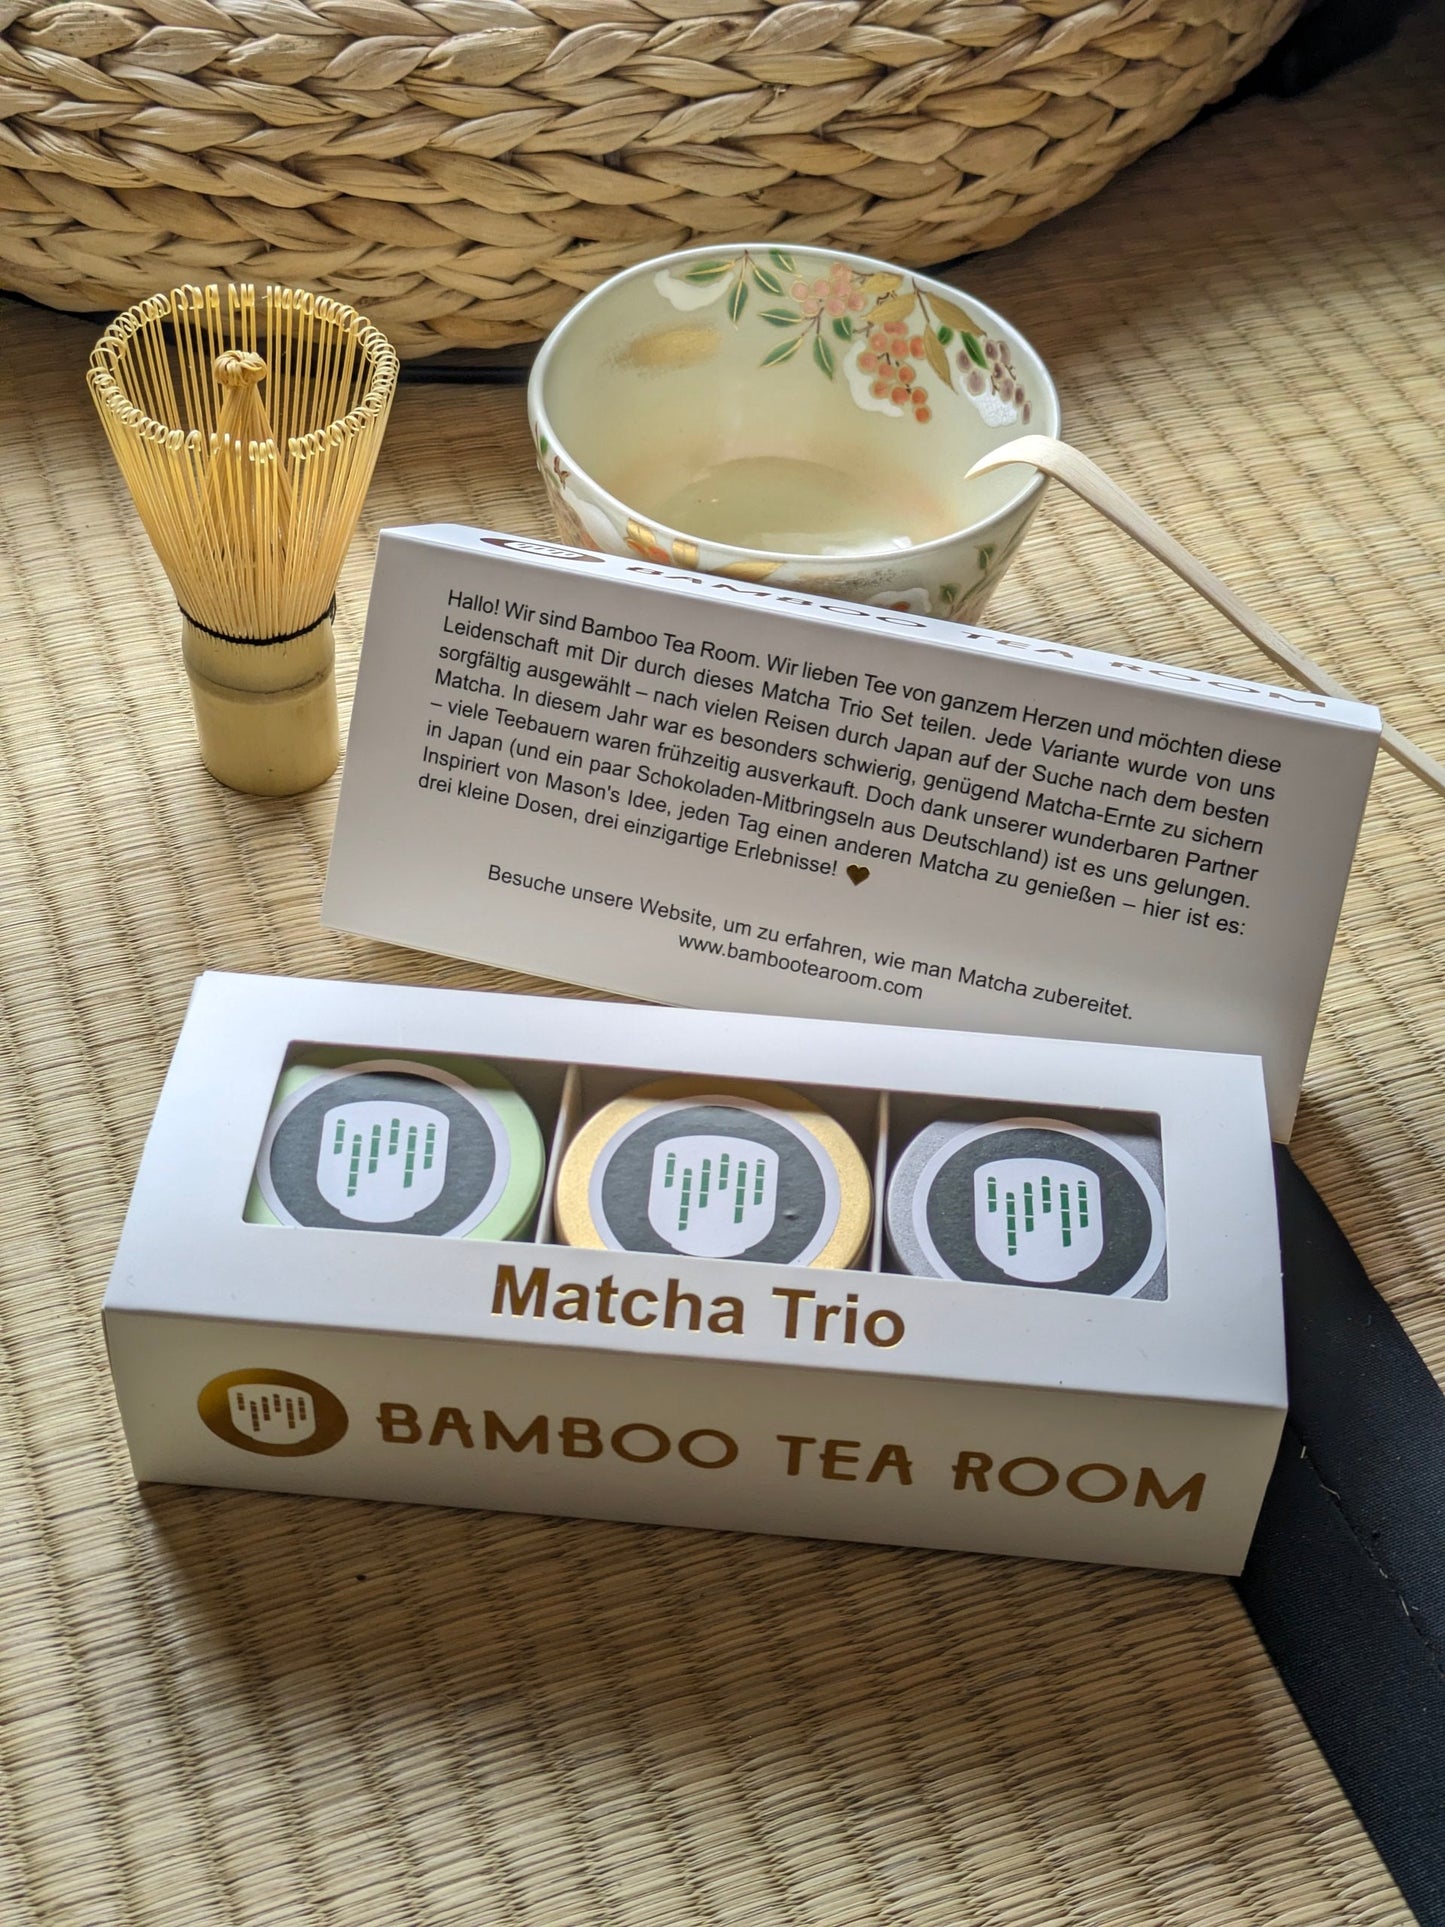 BAMBOO TEA ROOM
Hallo! Wir sind Bamboo Tea Room. Wir lieben Tee von ganzem Herzen und möchten diese
Leidenschaft mit Dir durch dieses Matcha Trio Set teilen. Jede Variante wurde von uns
sorgfältig ausgewählt – nach vielen Reisen durch Japan auf der Suche nach dem besten
Matcha. In diesem Jahr war es besonders schwierig, genügend Matcha-Ernte zu sichern
– viele Teebauern waren frühzeitig ausverkauft. Doch dank unserer wunderbaren Partner
in Japan (und ein paar Schokoladen-Mitbringseln aus Deutschland) ist es uns gelungen.
Inspiriert von Mason's Idee, jeden Tag einen anderen Matcha zu genießen – hier ist es:
drei kleine Dosen, drei einzigartige Erlebnisse!
Besuche unsere Website, um zu erfahren, wie man Matcha zubereitet.
www.bambootearoom.com
Matcha Trio
BAMBOO TEA ROOM